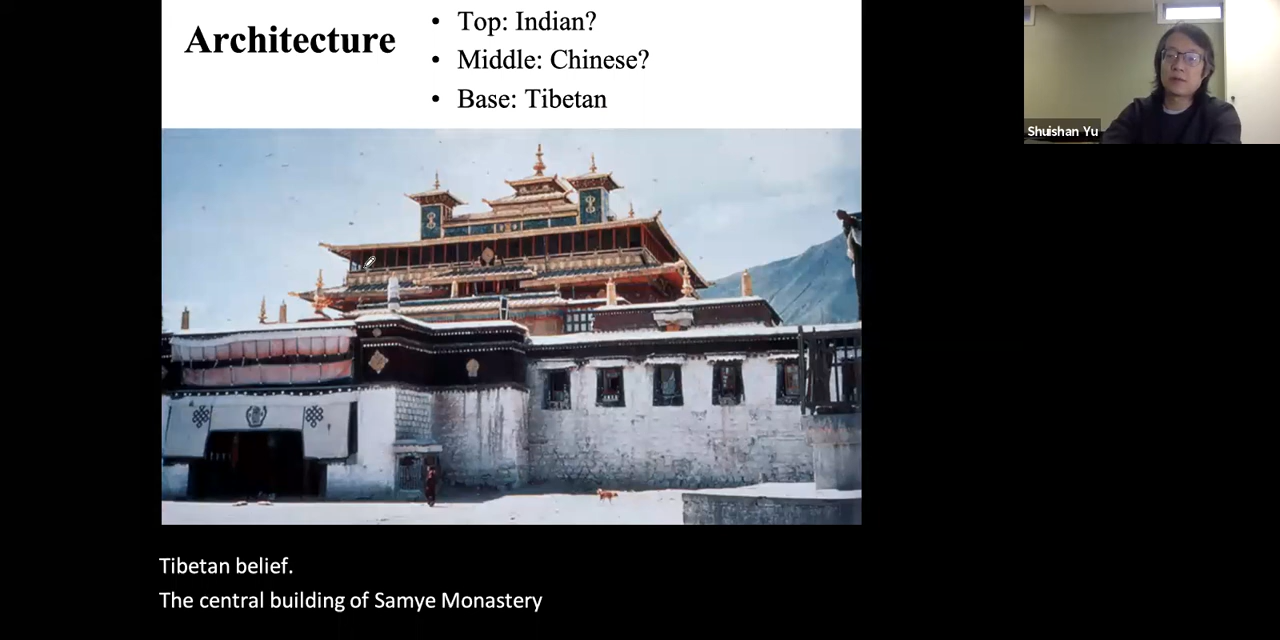 Architecture
• Top: Indian?
• Middle: Chinese?
• Base: Tibetan
Shuishan Yu
Tibetan belief.
The central building of Samye Monastery